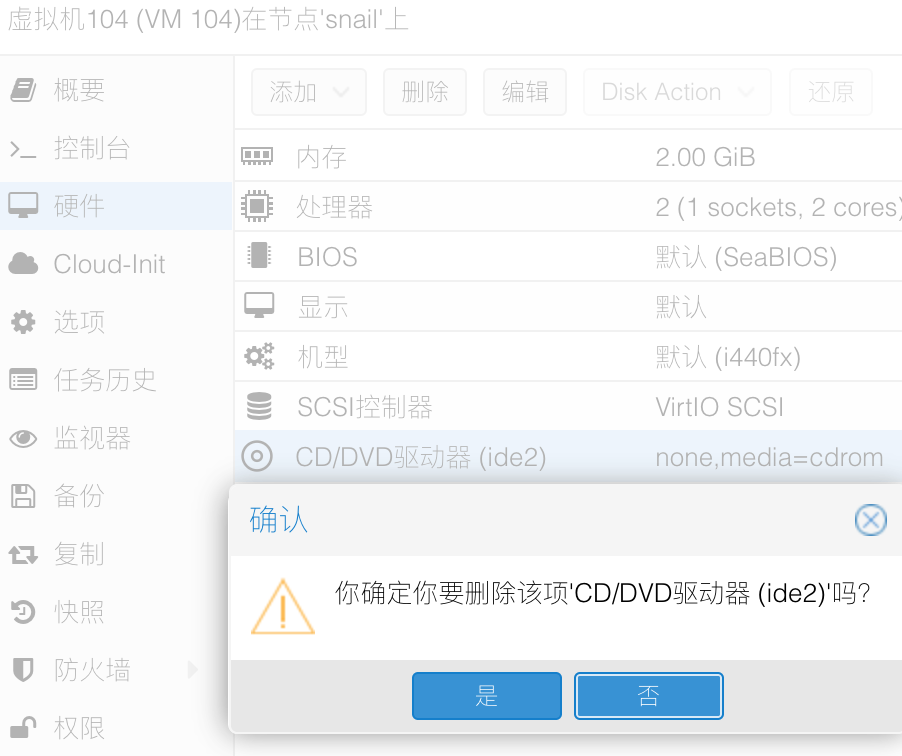 虚拟机104 (VM 104)在节点'snail'上
概要
控制台
硬件
Cloud-Init
选项
任务历史
监视器
备份
复制
快照
防火墙
权限
添加 删除 编辑 Disk Action 还原
内存 2.00 GiB
处理器 2 (1 sockets, 2 cores)
BIOS 默认 (SeaBIOS)
显示 默认
机型 默认 (i440fx)
SCSI控制器 VirtIO SCSI
CD/DVD驱动器 (ide2) none,media=cdrom
确认
你确定你要删除该项'CD/DVD驱动器 (ide2)'吗?
是 否